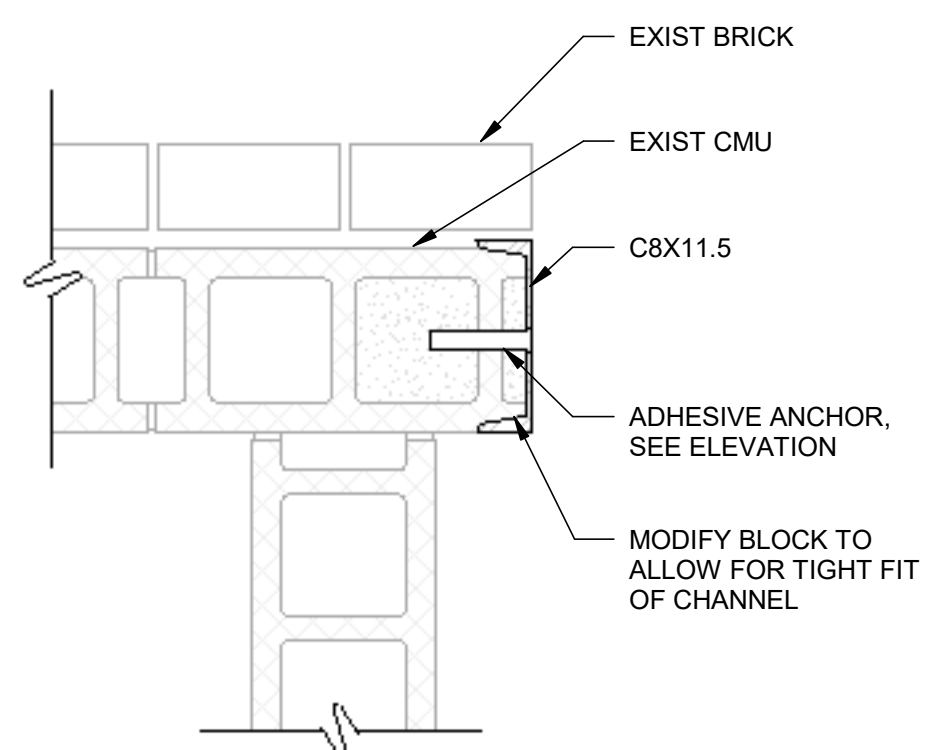 EXIST BRICK
EXIST CMU
C8X11.5
ADHESIVE ANCHOR,
SEE ELEVATION
MODIFY BLOCK TO
ALLOW FOR TIGHT FIT
OF CHANNEL